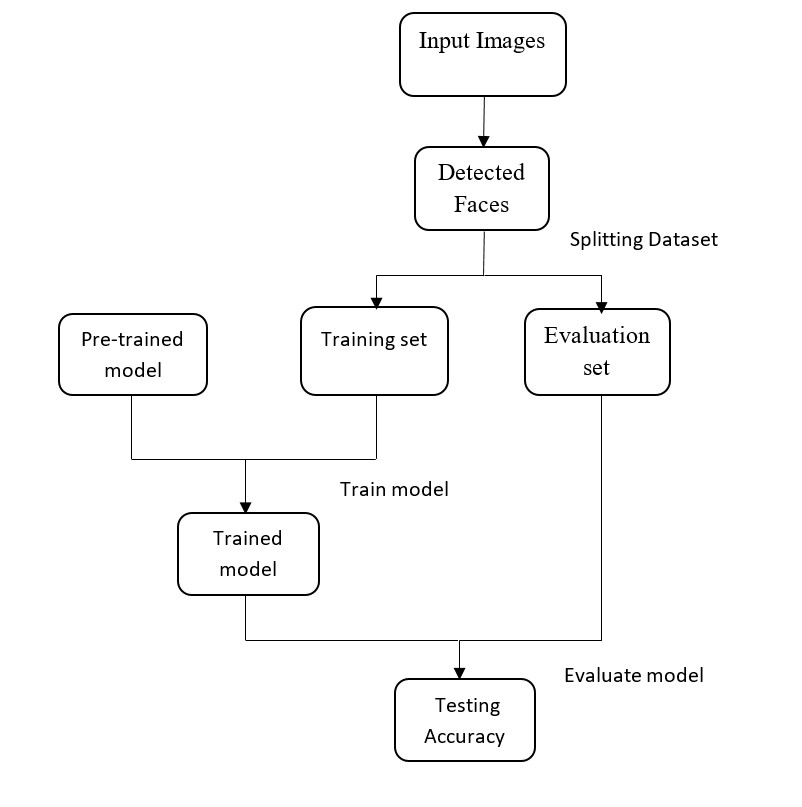 Input Images
Detected
Faces
Splitting Dataset
Pre-trained
model
Training set
Evaluation
set
Train model
Trained
model
Evaluate model
Testing
Accuracy